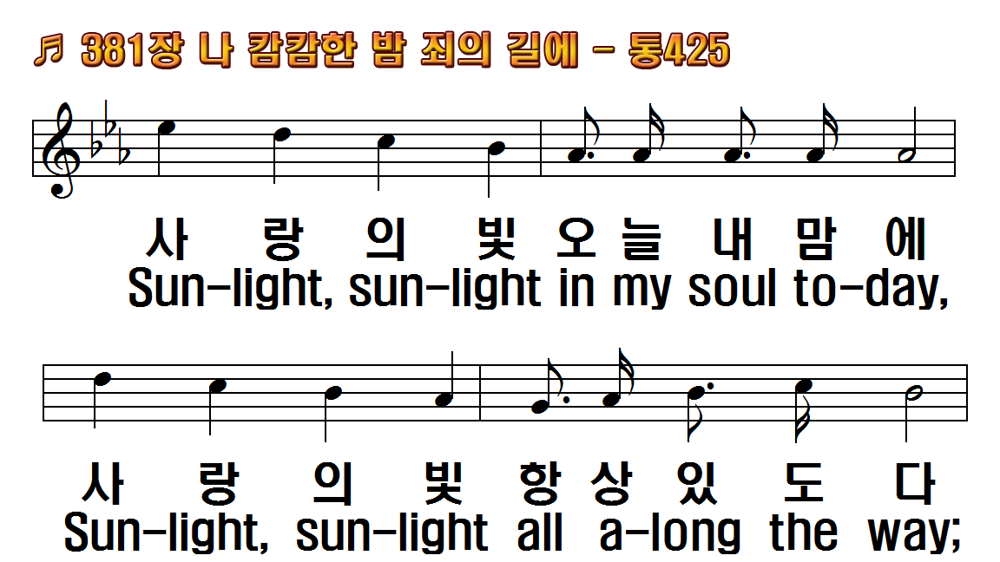 ♬ 381장 나 캄캄한 밤 죄의 길에 - 통425
사 랑 의 빛 오 늘 내 맘 에
Sun-light, sun-light in my soul to-day,
사 랑 의 빛 항 상 있 도 다
Sun-light, sun-light all a-long the way;